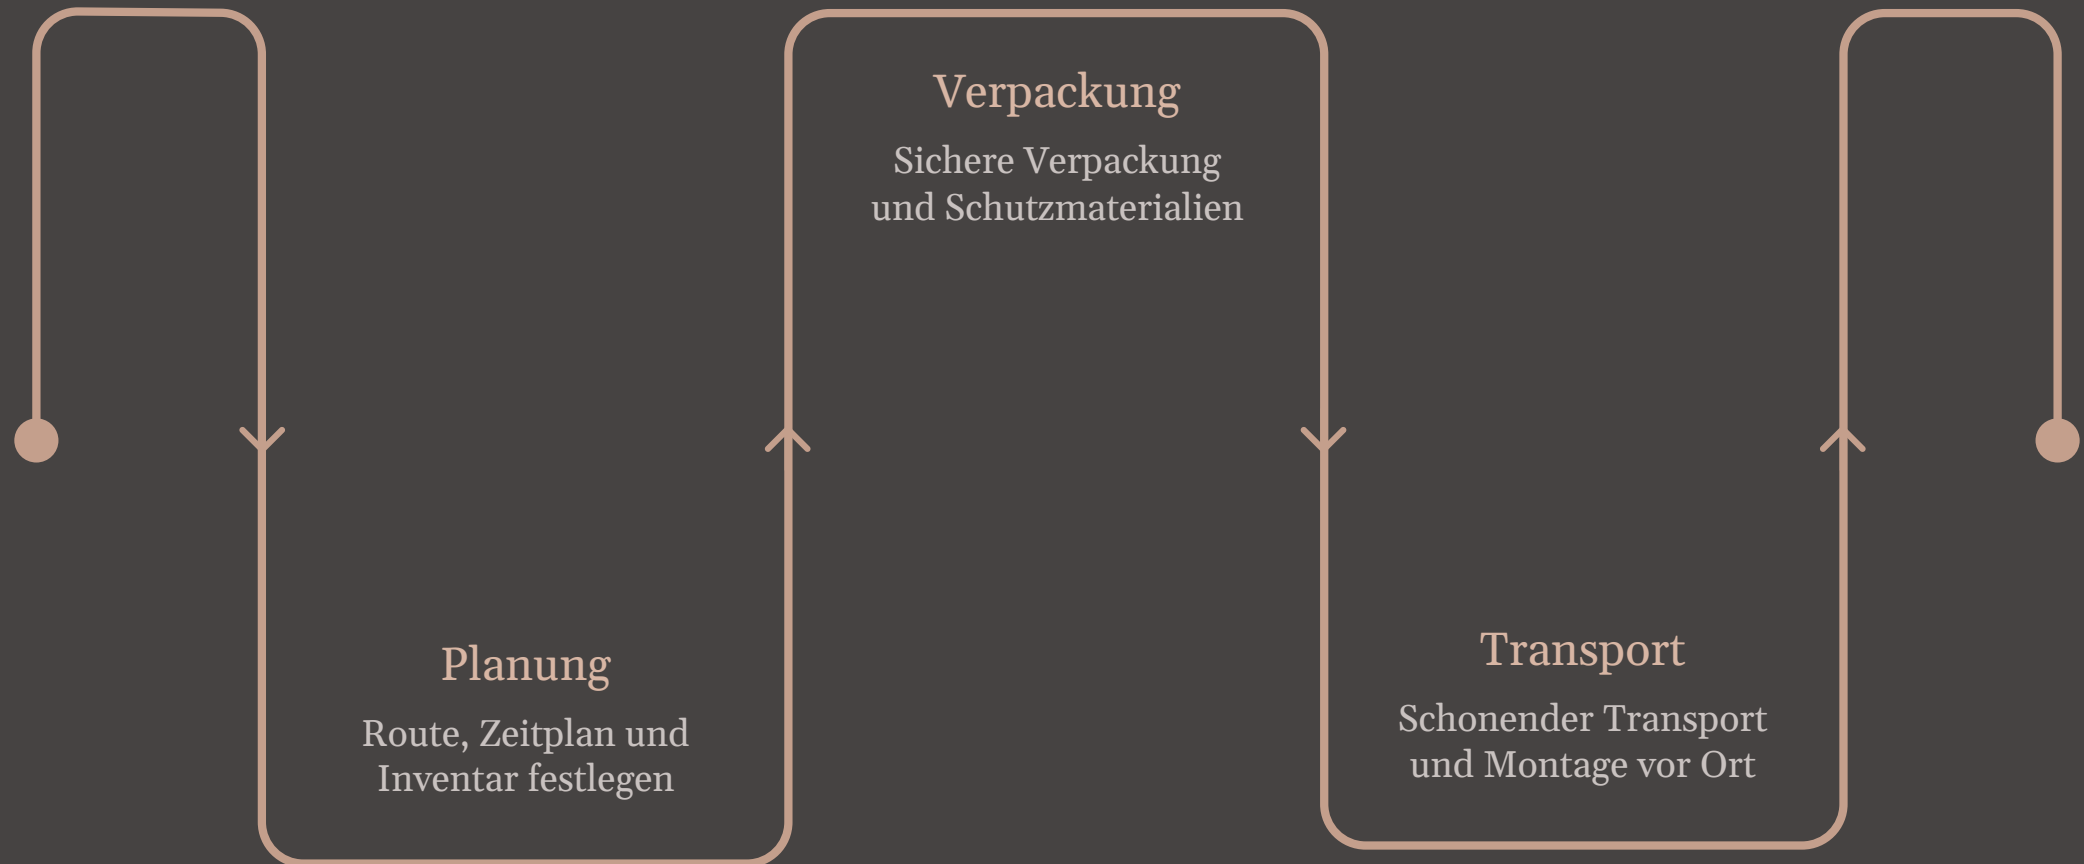 Planung
Route, Zeitplan und
Inventar festlegen
Verpackung
Sichere Verpackung
und Schutzmaterialien
Transport
Schonender Transport
und Montage vor Ort